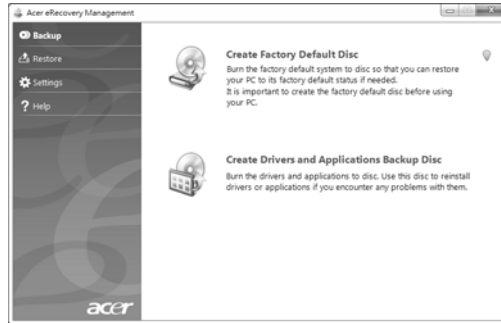 Acer eRecovery Management
Backup
Restore
Settings
Help
Create Factory Default Disc
Burn the factory default system to disc so that you can restore
your PC to its factory default status if needed.
It is important to create the factory default disc before using
your PC.
Create Drivers and Applications Backup Disc
Burn the drivers and applications to disc. Use this disc to reinstall
drivers or applications if you encounter any problems with them.
acer